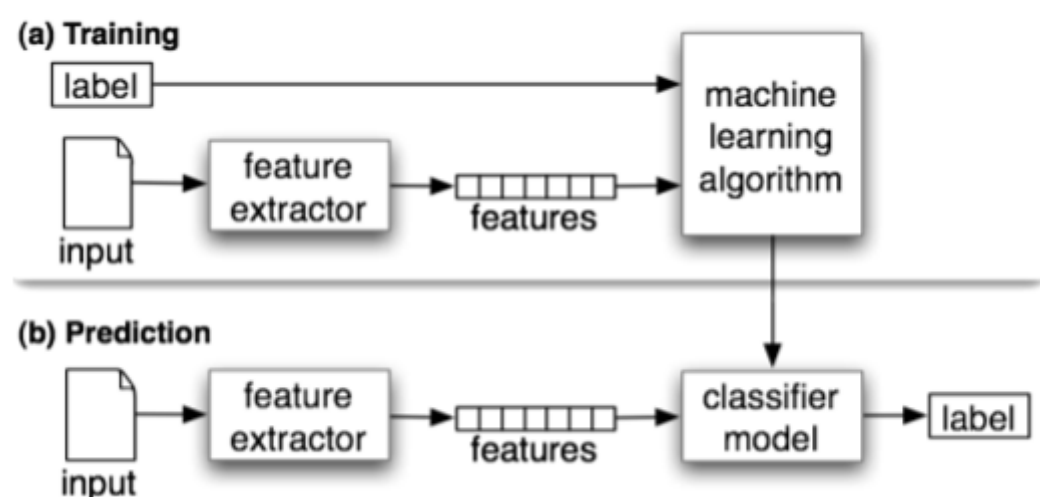 (a) Training
label
machine
learning
algorithm
feature
extractor
features
input
(b) Prediction
feature
extractor
features
classifier
model
label
input